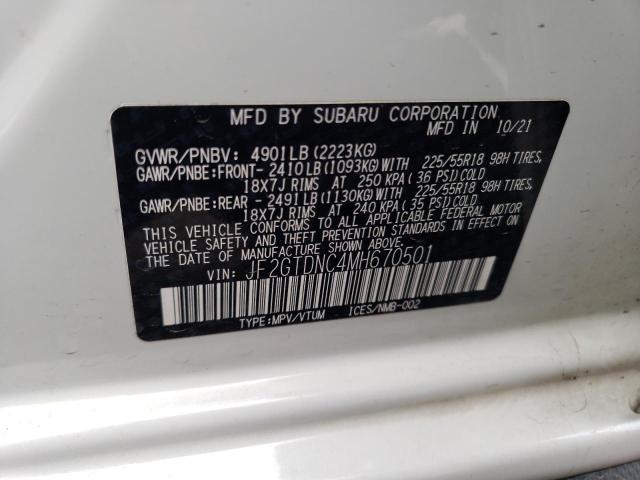 MFD BY SUBARU CORPORATION
MFD IN 10/21
GVWR/PNBV: 4901LB (2223KG)
GAWR/PNBE:FRONT- 2410LB (1093KG) WITH 225/55R18 98H TIRES,
18X7J RIMS AT 250 KPA ( 36 PSI)COLD
GAWR/PNBE:REAR - 2491LB (1130KG) WITH 225/55R18 98H TIRES,
18X7J RIMS AT 240 KPA ( 35 PSI)COLD
THIS VEHICLE CONFORMS TO ALL APPLICABLE FEDERAL MOTOR
VEHICLE SAFETY AND THEFT PREVENTION STANDARDS IN EFFECT ON
THE DATE OF MANUFACTURE SHOWN ABOVE.
VIN: JF2GTDNC4MH670501
TYPE:MPV/VTUM ICES/NMB-002